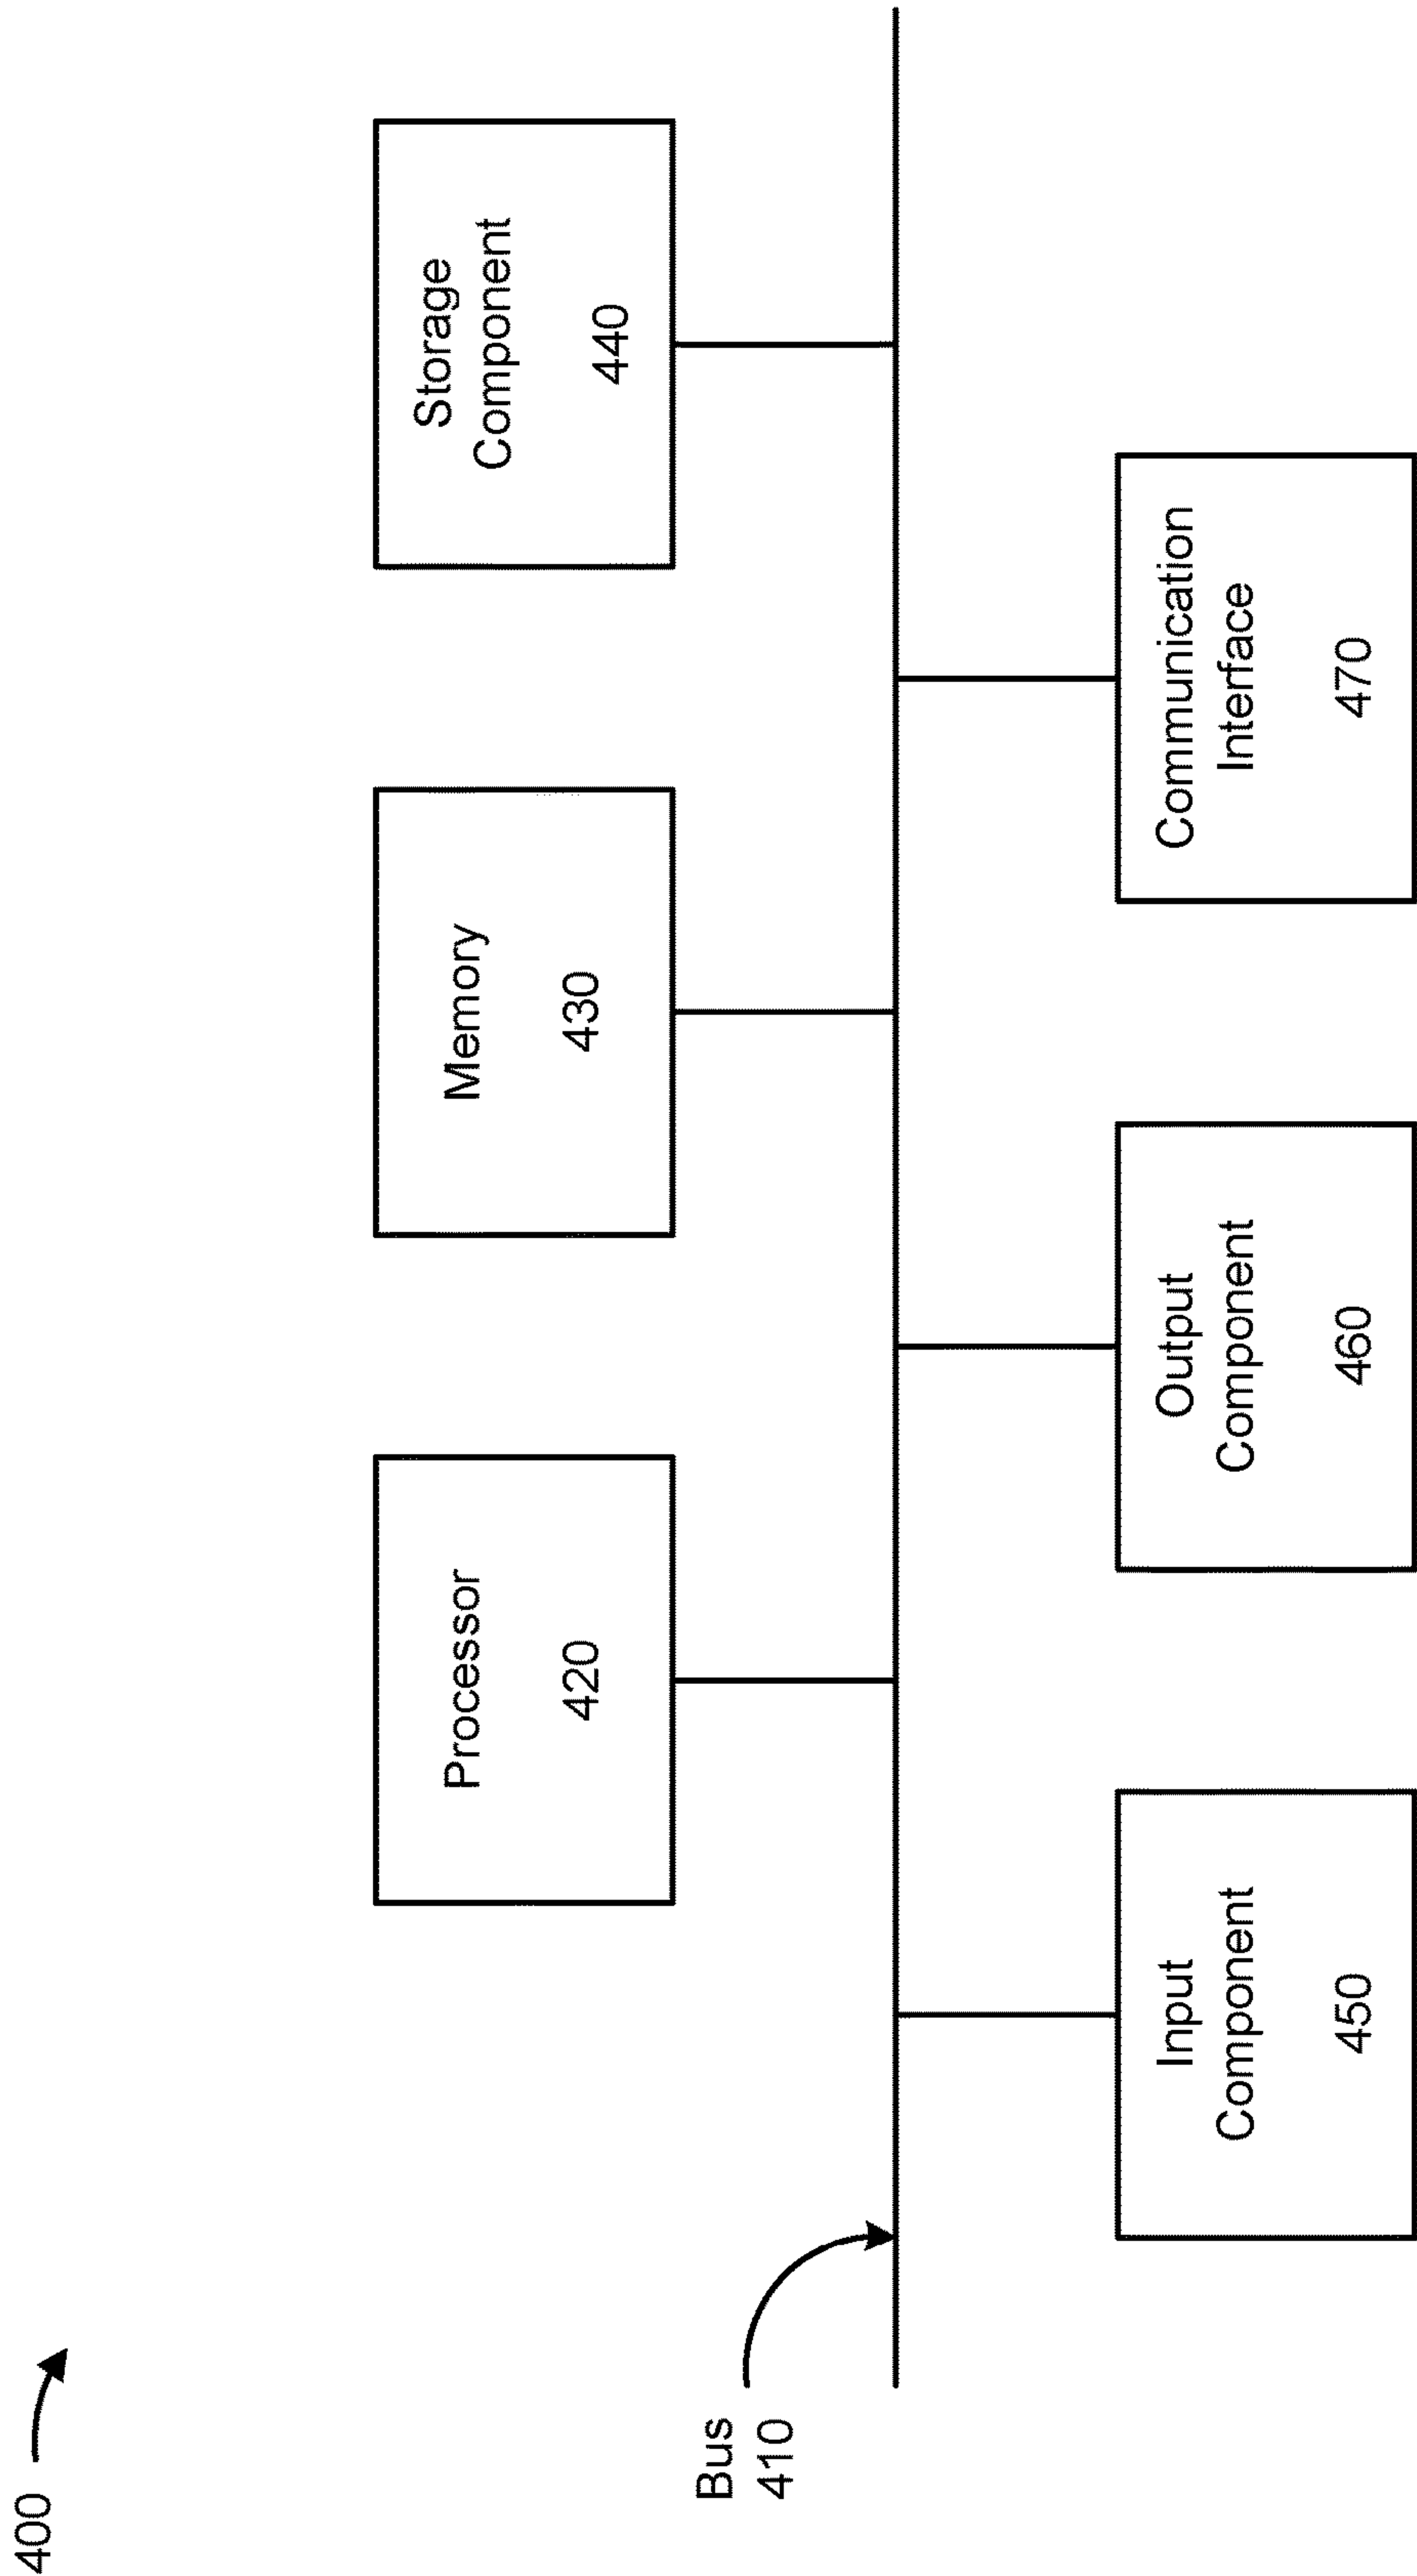 400
Bus
410
Processor
420
Memory
430
Storage
Component
440
Input
Component
450
Output
Component
460
Communication
Interface
470